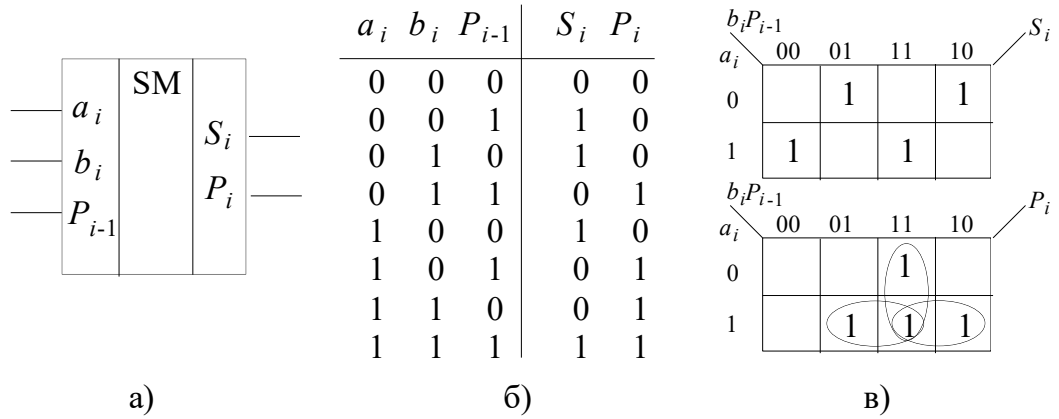 SM
a i
b i
P i-1
S i
P i
а)
a i b i P i-1 S i P i
0 0 0 0 0
0 0 1 1 0
0 1 0 1 0
0 1 1 0 1
1 0 0 1 0
1 0 1 0 1
1 1 0 0 1
1 1 1 1 1
б)
b i P i-1 S i
a i 00 01 11 10
0 1 1
1 1 1
b i P i-1 P i
a i 00 01 11 10
0 1
1 1 1 1
в)